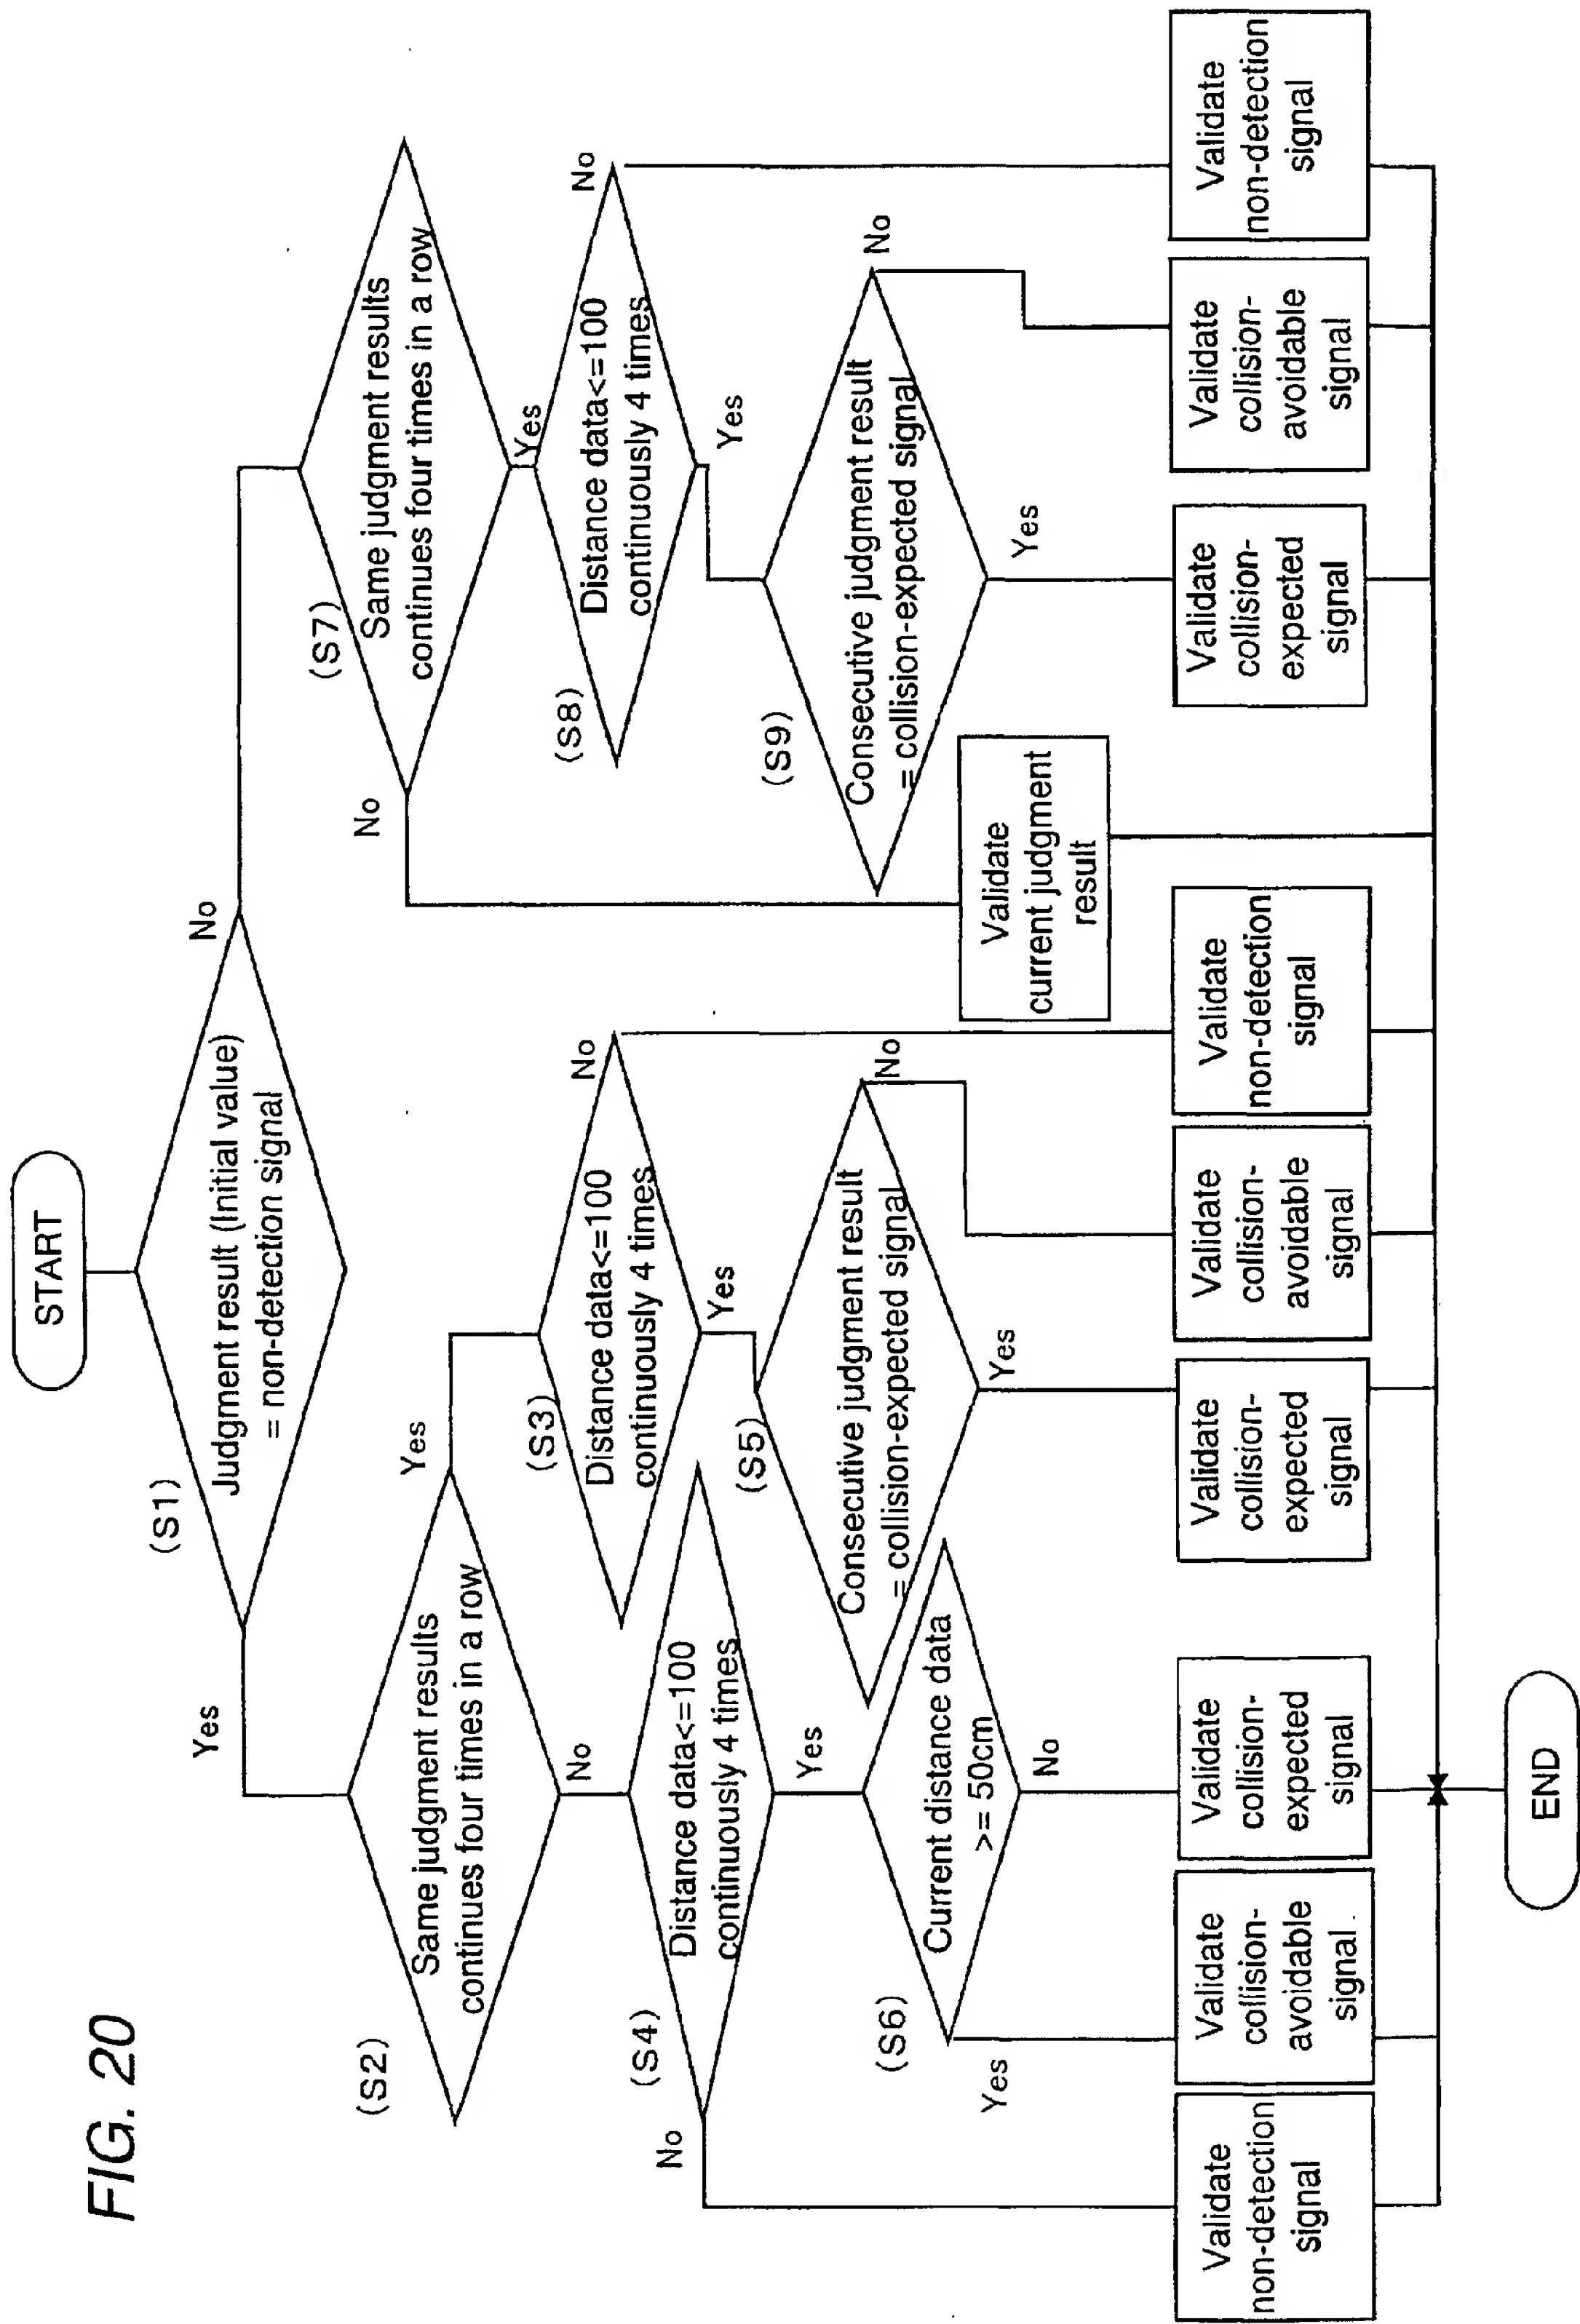 FIG. 20
START
(S1)
Judgment result (Initial value)
= non-detection signal
Yes
No
(S2)
Same judgment results
continues four times in a row
Yes
No
(S7)
Same judgment results
continues four times in a row
No
Yes
(S4)
Distance data<=100
continuously 4 times
No
Yes
(S3)
Distance data<=100
continuously 4 times
No
Yes
(S8)
Distance data<=100
continuously 4 times
No
Yes
(S6)
Current distance data
>= 50cm
Yes
No
(S5)
Consecutive judgment result
= collision-expected signal
No
Yes
(S9)
Consecutive judgment result
= collision-expected signal
No
Yes
Validate
current judgment
result
Validate
non-detection
signal
Validate
collision-
avoidable
signal
Validate
collision-
expected
signal
Validate
collision-
expected
signal
Validate
collision-
avoidable
signal
Validate
non-detection
signal
Validate
collision-
expected
signal
Validate
collision-
avoidable
signal
Validate
non-detection
signal
END